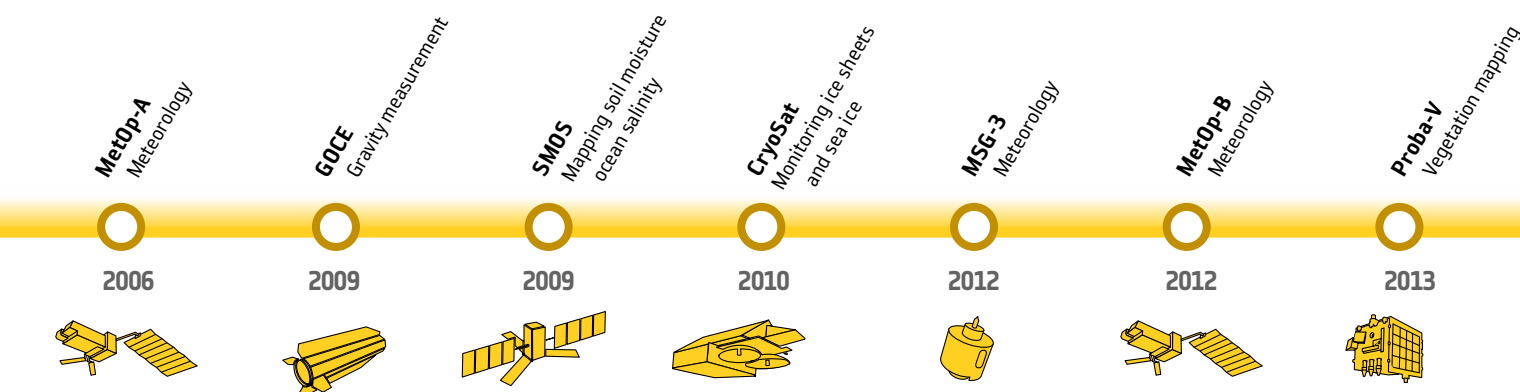 MetOp-A
Meteorology
GOCE
Gravity measurement
SMOS
Mapping soil moisture
ocean salinity
CryoSat
Monitoring ice sheets
and sea ice
MSG-3
Meteorology
MetOp-B
Meteorology
Proba-V
Vegetation mapping
2006
2009
2009
2010
2012
2012
2013